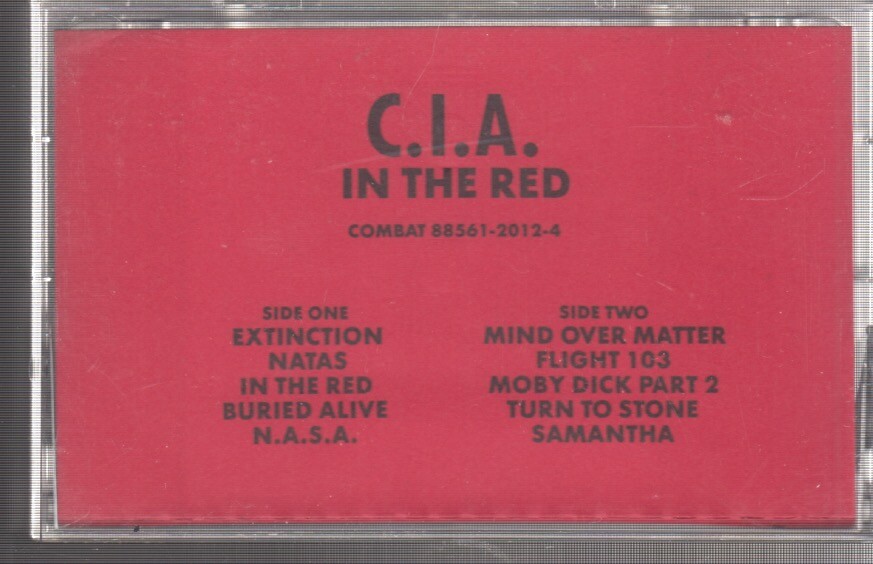 C.I.A.
IN THE RED
COMBAT 88561-2012-4
SIDE ONE
EXTINCTION
NATAS
IN THE RED
BURIED ALIVE
N.A.S.A.
SIDE TWO
MIND OVER MATTER
FLIGHT 103
MOBY DICK PART 2
TURN TO STONE
SAMANTHA